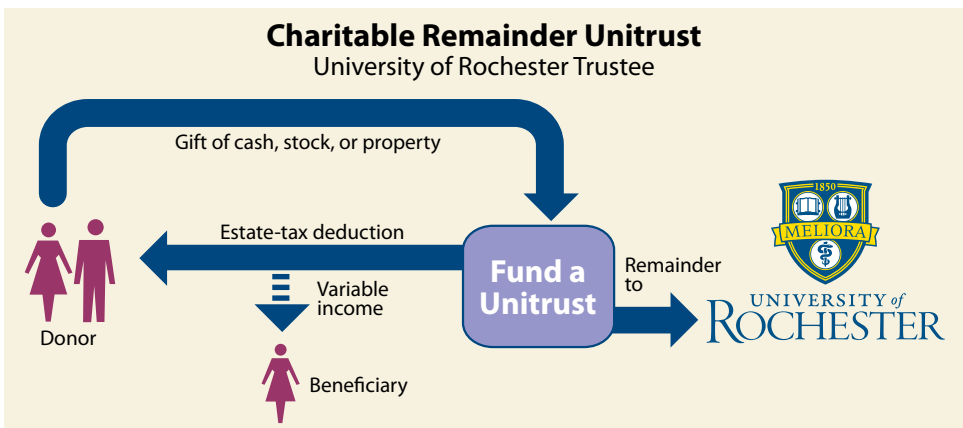 Charitable Remainder Unitrust
University of Rochester Trustee
Gift of cash, stock, or property
Estate-tax deduction
Variable
income
Donor
Beneficiary
Fund a
Unitrust
Remainder
to
1850
MELIORA
UNIVERSITY of
ROCHESTER